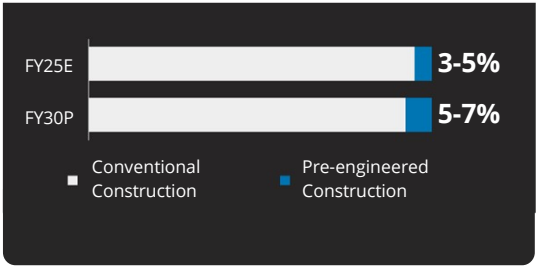 FY25E 3-5%
FY30P 5-7%
Conventional
Construction
Pre-engineered
Construction